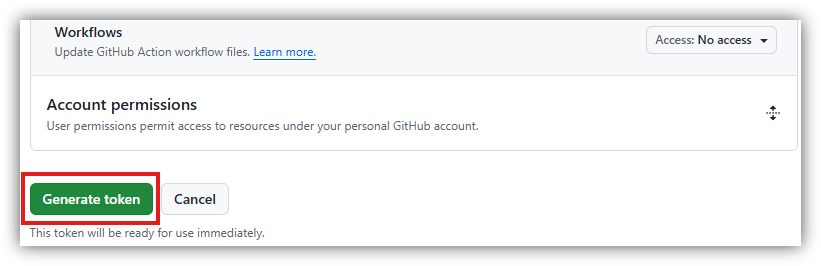 Workflows
Update GitHub Action workflow files. Learn more.
Access: No access
Account permissions
User permissions permit access to resources under your personal GitHub account.
Generate token
Cancel
This token will be ready for use immediately.